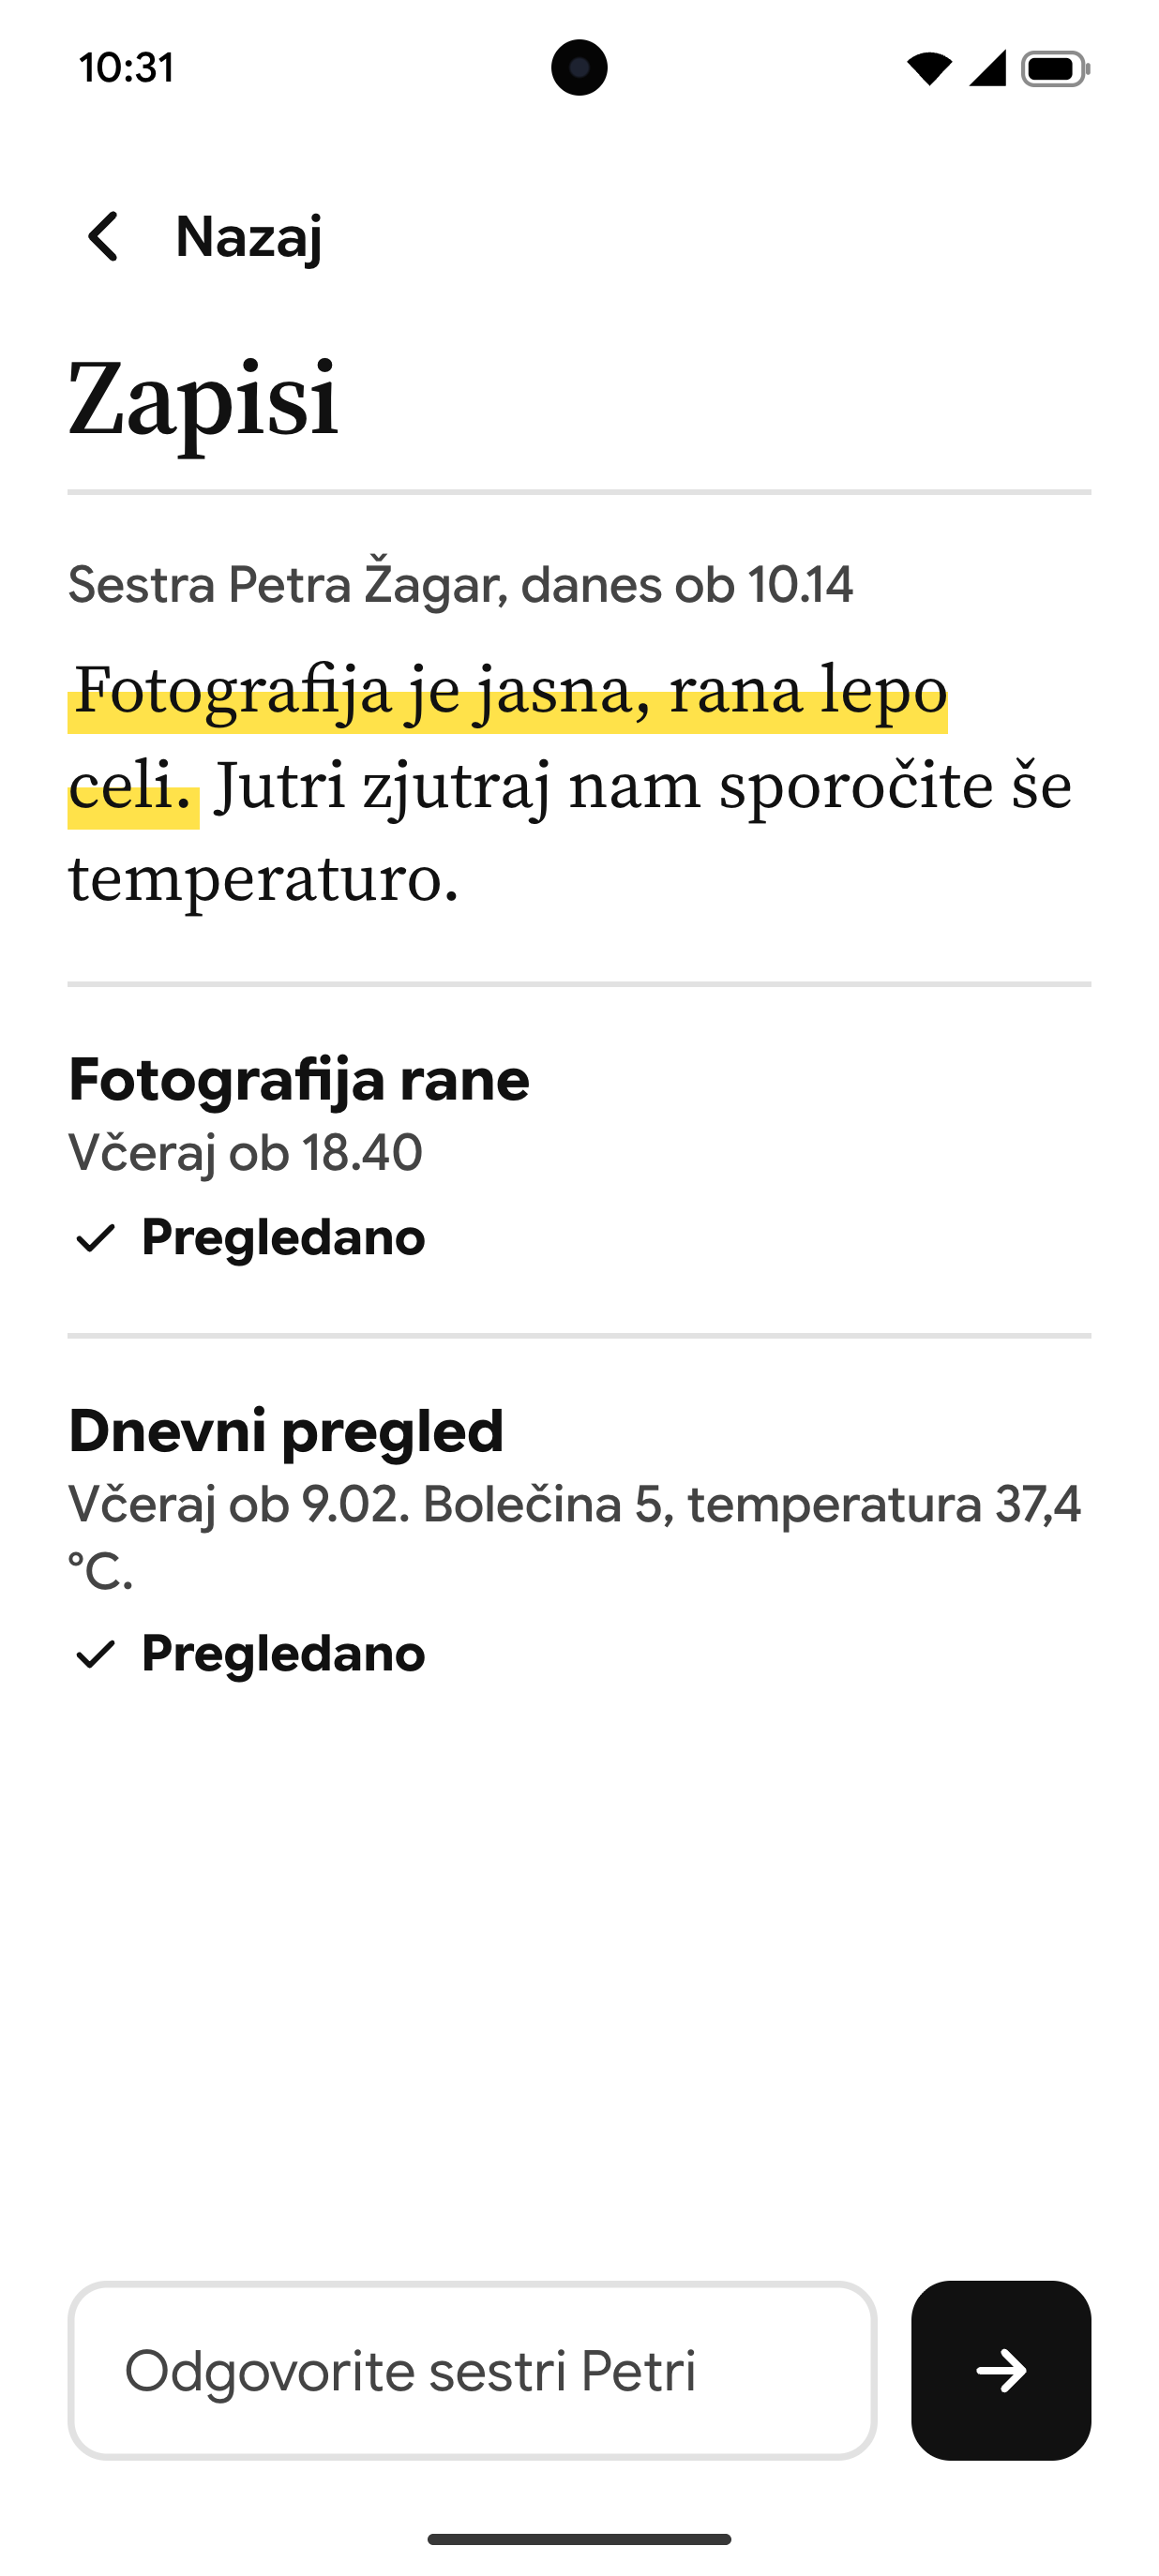 10:31
Nazaj
Zapisi
Sestra Petra Žagar, danes ob 10.14
Fotografija je jasna, rana lepo
celi. Jutri zjutraj nam sporočite še
temperaturo.
Fotografija rane
Včeraj ob 18.40
Pregledano
Dnevni pregled
Včeraj ob 9.02. Bolečina 5, temperatura 37,4
°C.
Pregledano
Odgovorite sestri Petri